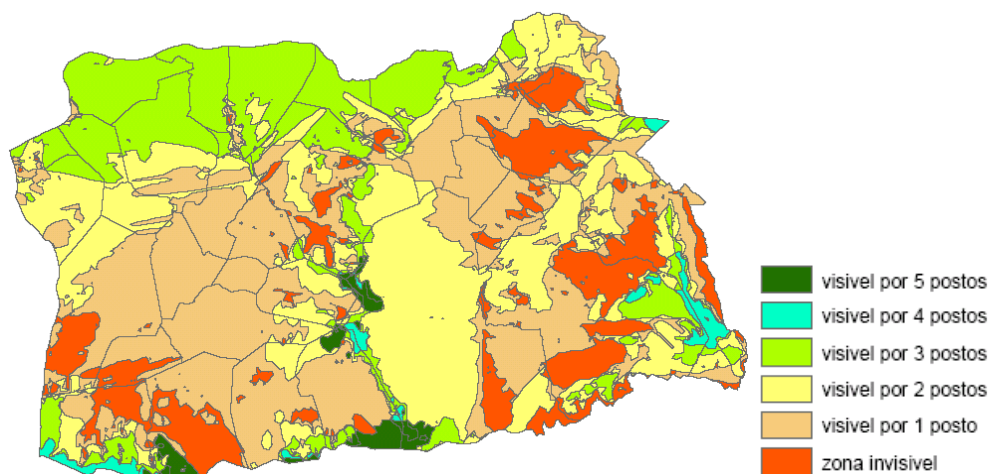 visivel por 5 postos
visivel por 4 postos
visivel por 3 postos
visivel por 2 postos
visivel por 1 posto
zona invisivel